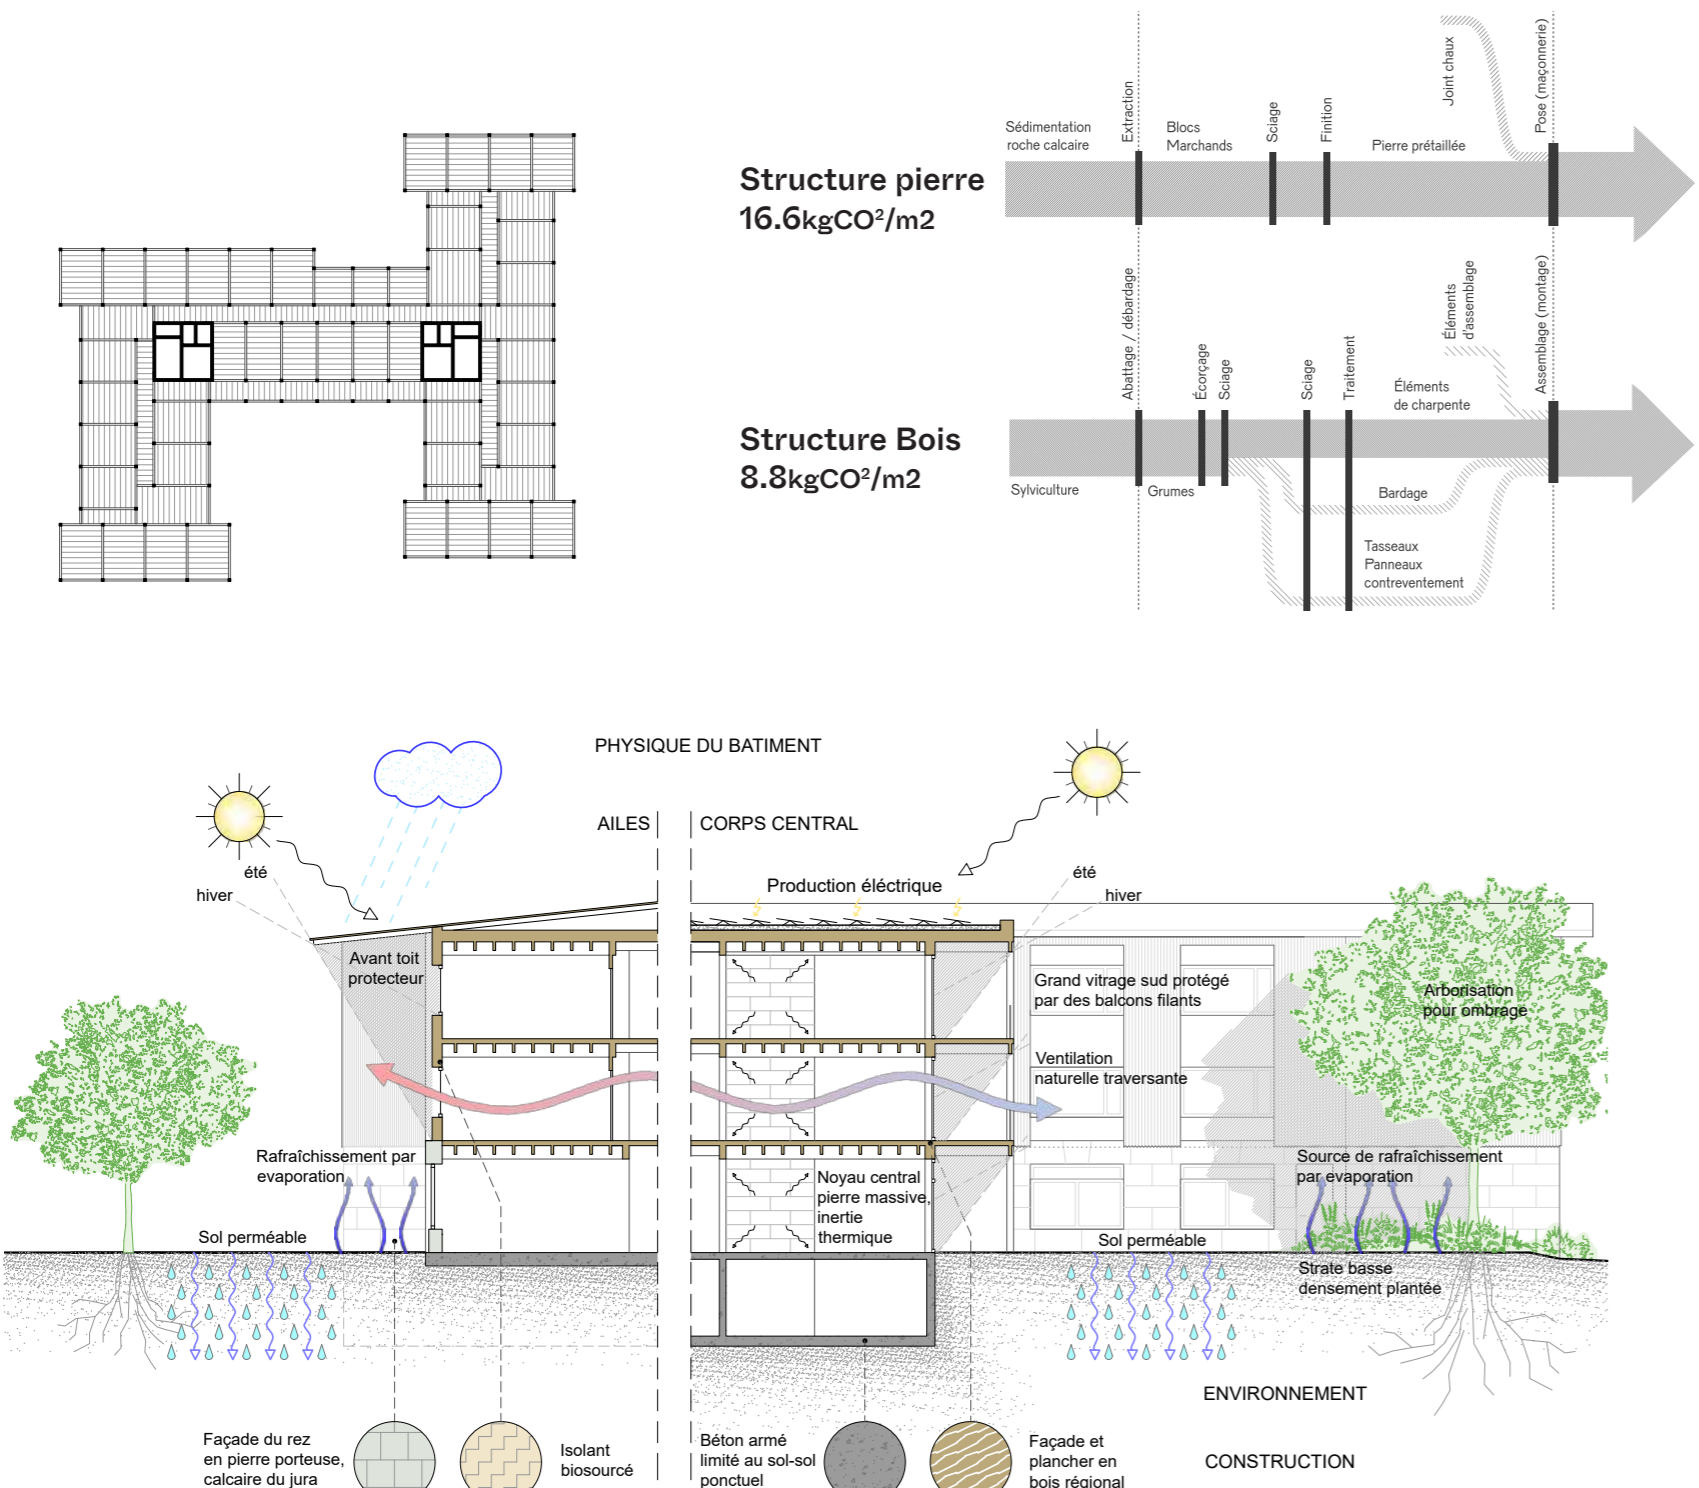 Sédimentation
roche calcaire
Extraction
Blocs
Marchands
Sciage
Finition
Pierre prétaillée
Joint chaux
Pose (maçonnerie)
Structure pierre
16.6kgCO²/m2
Abattage / débardage
Écorçage
Sciage
Sciage
Traitement
Éléments
de charpente
Éléments
d'assemblage
Assemblage (montage)
Structure Bois
8.8kgCO²/m2
Sylviculture
Grumes
Bardage
Tasseaux
Panneaux
contreventement
PHYSIQUE DU BATIMENT
AILES
CORPS CENTRAL
été
hiver
Production éléctrique
été
hiver
Avant toit
protecteur
Grand vitrage sud protégé
par des balcons filants
Arborisation
pour ombrage
Ventilation
naturelle traversante
Rafraîchissement par
evaporation
Noyau central
pierre massive,
inertie
thermique
Source de rafraîchissement
par evaporation
Sol perméable
Sol perméable
Strate basse
densement plantée
ENVIRONNEMENT
CONSTRUCTION
Façade du rez
en pierre porteuse,
calcaire du jura
Isolant
biosourcé
Béton armé
limité au sol-sol
ponctuel
Façade et
plancher en
bois régional